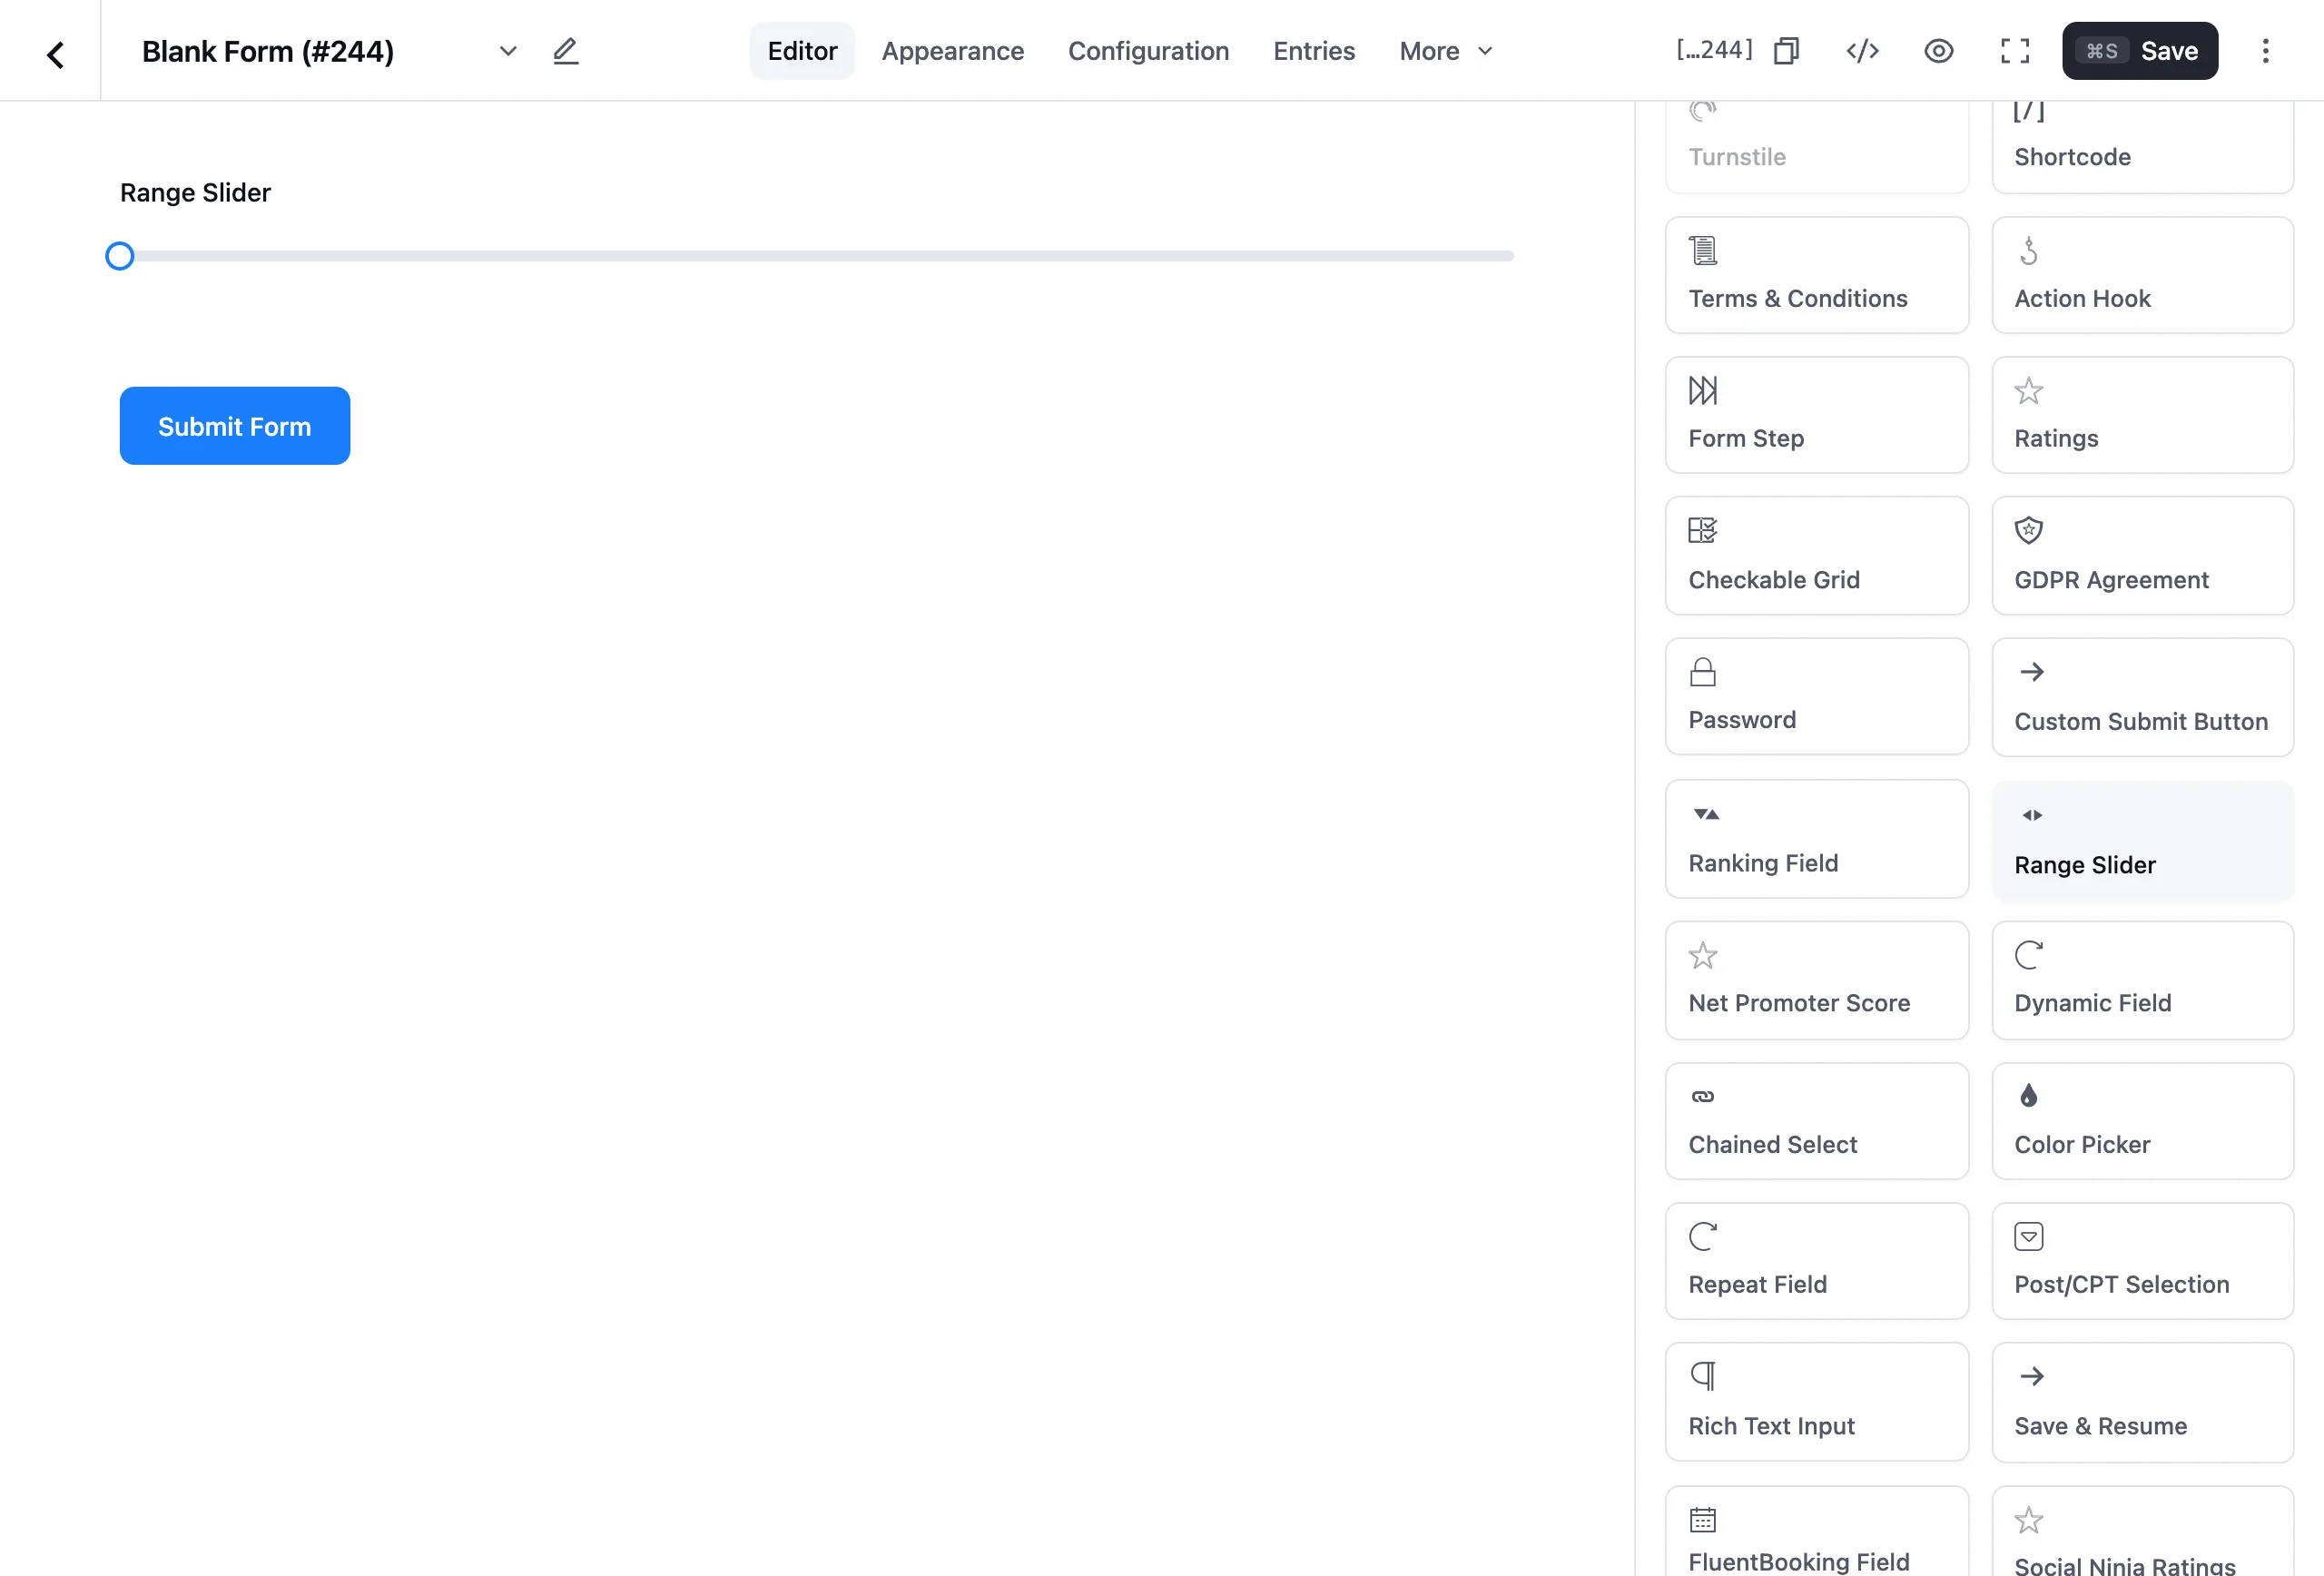 Blank Form (#244)
Editor
Appearance
Configuration
Entries
More
[…244]
</>
⌘S Save
Turnstile
[/]
Shortcode
Range Slider
Terms & Conditions
Action Hook
Submit Form
Form Step
Ratings
Checkable Grid
GDPR Agreement
Password
Custom Submit Button
Ranking Field
Range Slider
Net Promoter Score
Dynamic Field
Chained Select
Color Picker
Repeat Field
Post/CPT Selection
Rich Text Input
Save & Resume
FluentBooking Field
Social Ninja Ratings